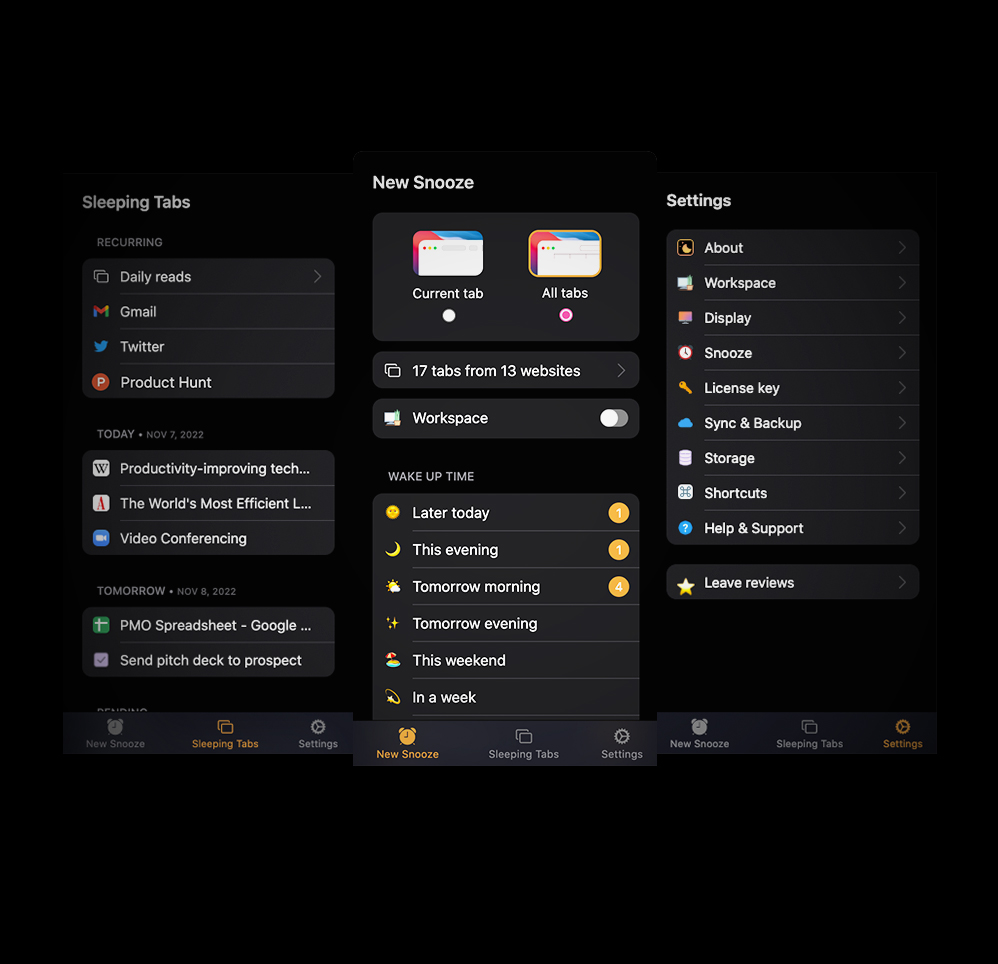 Sleeping Tabs
RECURRING
Daily reads
Gmail
Twitter
P
Product Hunt
TODAY • NOV 7, 2022
W
Productivity-improving tech...
A
The World's Most Efficient L...
Video Conferencing
TOMORROW • NOV 8, 2022
PMO Spreadsheet - Google ...
Send pitch deck to prospect
PENDING
New Snooze
Sleeping Tabs
Settings
New Snooze
Current tab
All tabs
17 tabs from 13 websites
Workspace
WAKE UP TIME
Later today 1
This evening 1
Tomorrow morning 4
Tomorrow evening
This weekend
In a week
New Snooze
Sleeping Tabs
Settings
Settings
About
Workspace
Display
Snooze
License key
Sync & Backup
Storage
Shortcuts
?
Help & Support
Leave reviews
New Snooze
Sleeping Tabs
Settings